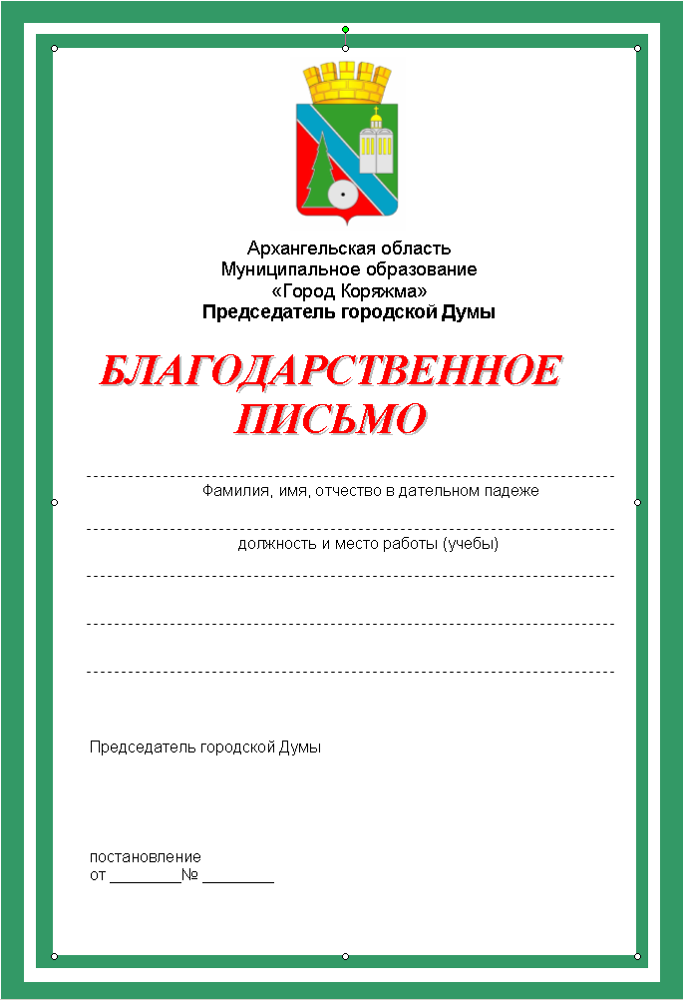 Архангельская область
Муниципальное образование
«Город Коряжма»
Председатель городской Думы
БЛАГОДАРСТВЕННОЕ
ПИСЬМО
Фамилия, имя, отчество в дательном падеже
должность и место работы (учебы)
Председатель городской Думы
постановление
от ________№ ________